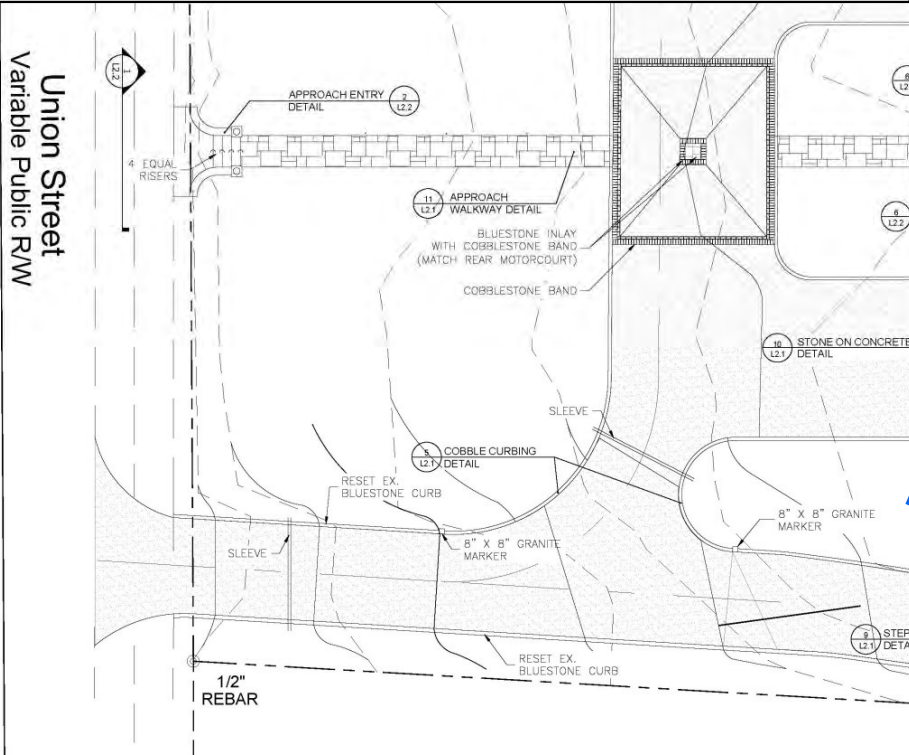 Union Street
Variable Public R/W
1
L2.2
APPROACH ENTRY
DETAIL
2
L2.2
4 EQUAL
RISERS
11
L2.1
APPROACH
WALKWAY DETAIL
BLUESTONE INLAY
WITH COBBLESTONE BAND
(MATCH REAR MOTORCOURT)
COBBLESTONE BAND
6
6
L2.2
10
L2.1
STONE ON CONCRETE
DETAIL
SLEEVE
5
L2.1
COBBLE CURBING
DETAIL
RESET EX.
BLUESTONE CURB
8" X 8" GRANITE
MARKER
SLEEVE
8" X 8" GRANITE
MARKER
9
L2.1
STEP
DETA
RESET EX.
BLUESTONE CURB
1/2"
REBAR